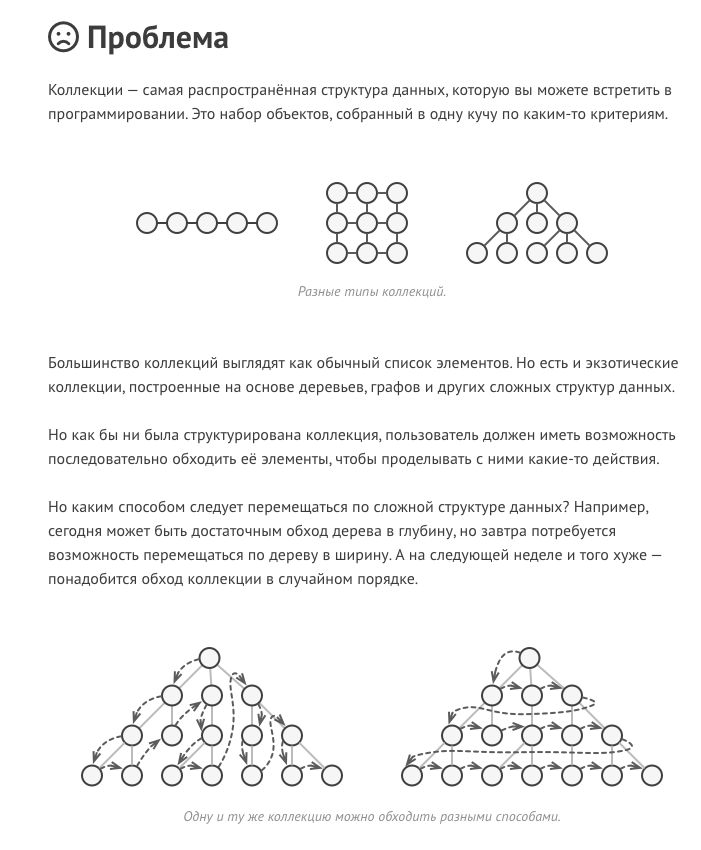 Проблема
Коллекции — самая распространённая структура данных, которую вы можете встретить в
программировании. Это набор объектов, собранный в одну кучу по каким-то критериям.
Разные типы коллекций.
Большинство коллекций выглядят как обычный список элементов. Но есть и экзотические
коллекции, построенные на основе деревьев, графов и других сложных структур данных.
Но как бы ни была структурирована коллекция, пользователь должен иметь возможность
последовательно обходить её элементы, чтобы проделывать с ними какие-то действия.
Но каким способом следует перемещаться по сложной структуре данных? Например,
сегодня может быть достаточным обход дерева в глубину, но завтра потребуется
возможность перемещаться по дереву в ширину. А на следующей неделе и того хуже —
понадобится обход коллекции в случайном порядке.
Одну и ту же коллекцию можно обходить разными способами.